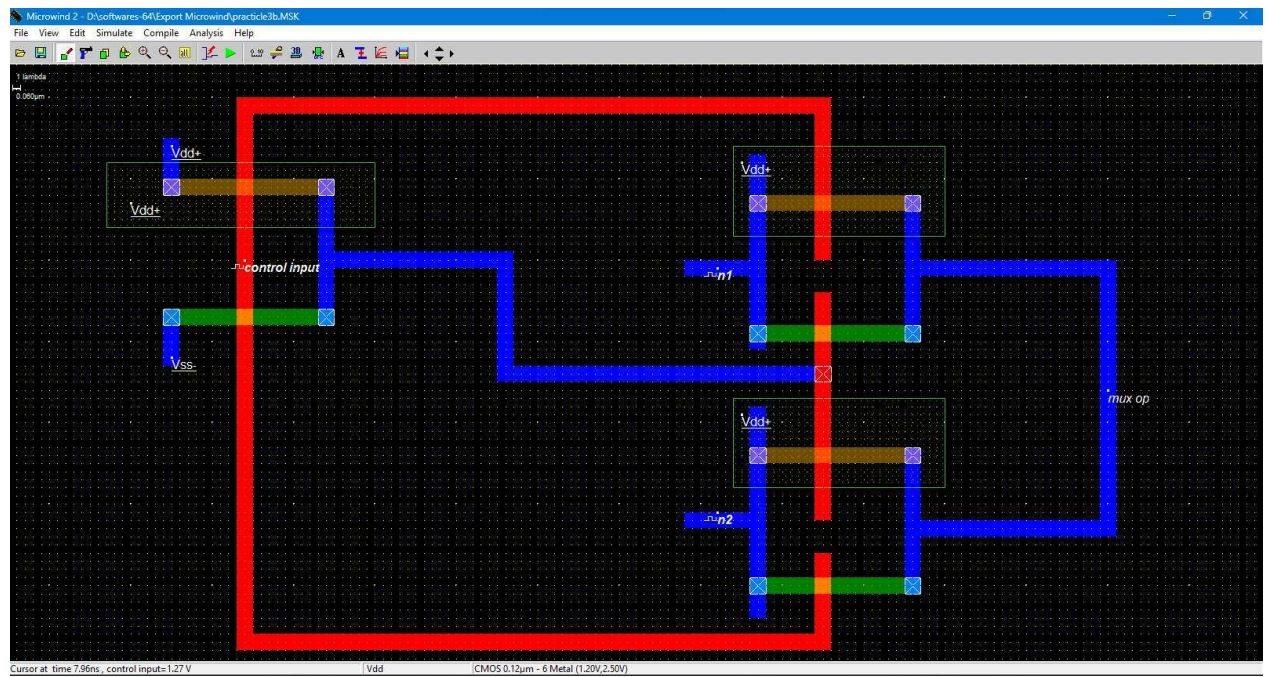 Microwind 2 - D:\softwares-64\Export Microwind\practicle3b.MSK
File View Edit Simulate Compile Analysis Help
1 lambda
0.060µm
Vdd+
Vdd+
control input
Vss-
Vdd+
n1
mux op
Vdd+
n2
Cursor at time 7.96ns , control input=1.27 V
Vdd
CMOS 0.12µm - 6 Metal (1.20V,2.50V)